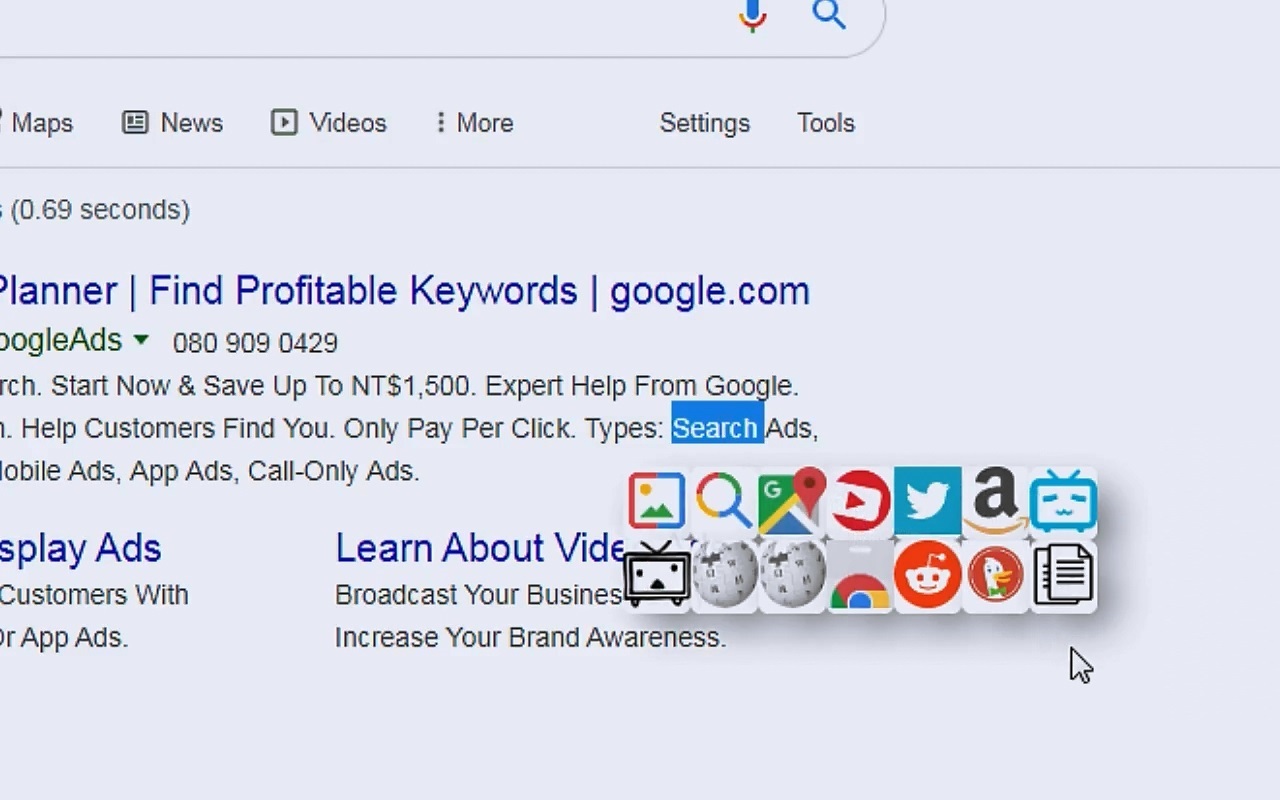 Maps News Videos More Settings Tools
(0.69 seconds)
Planner | Find Profitable Keywords | google.com
oogleAds 080 909 0429
rch. Start Now & Save Up To NT$1,500. Expert Help From Google.
n. Help Customers Find You. Only Pay Per Click. Types: Search Ads,
Mobile Ads, App Ads, Call-Only Ads.
splay Ads Learn About Vide
Customers With Broadcast Your Busines
Or App Ads. Increase Your Brand Awareness.